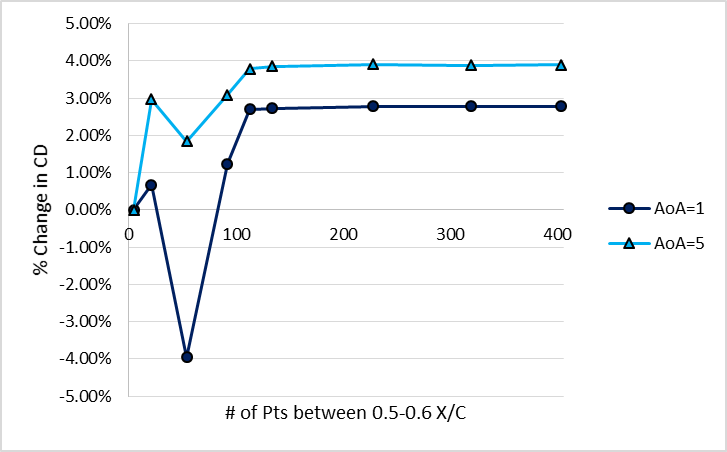 5.00%
4.00%
3.00%
2.00%
1.00%
0.00%
-1.00%
-2.00%
-3.00%
-4.00%
-5.00%
% Change in CD
0 100 200 300 400
# of Pts between 0.5-0.6 X/C
AoA=1
AoA=5